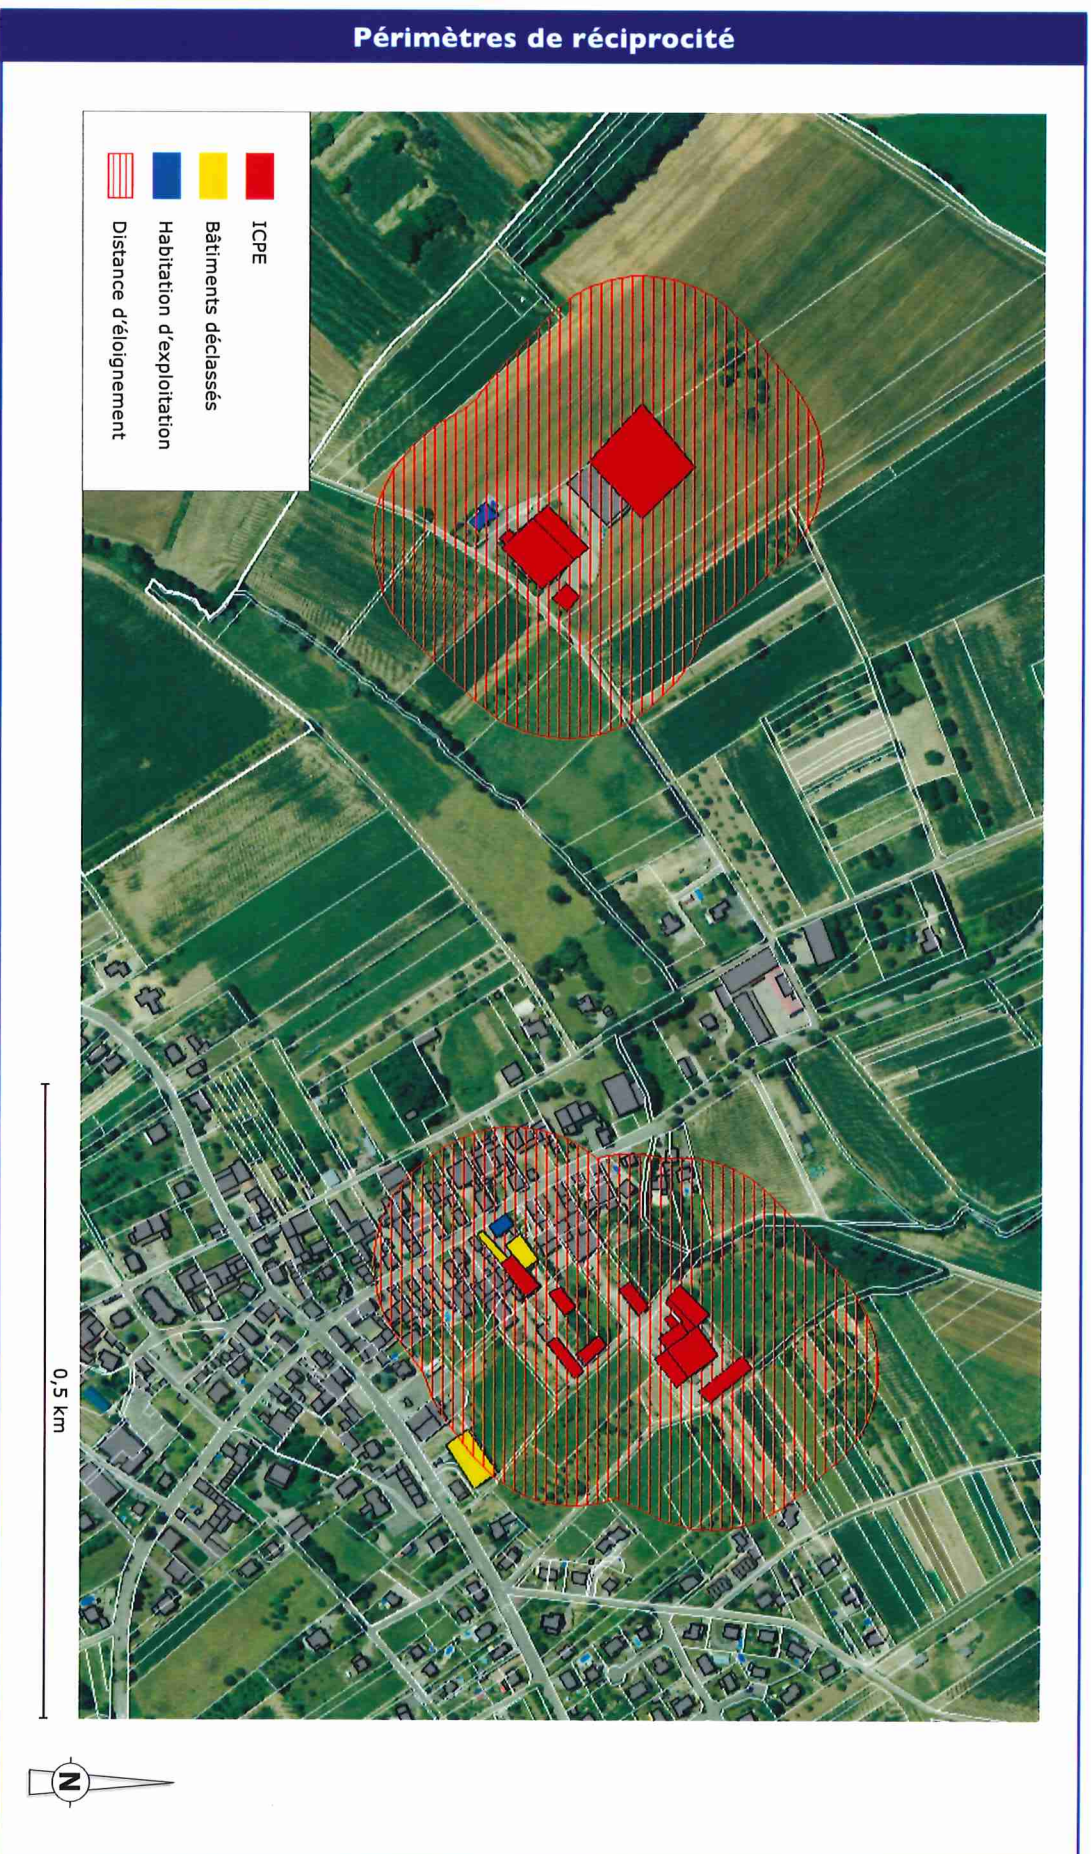 Périmètres de réciprocité
ICPE
Bâtiments déclassés
Habitation d'exploitation
Distance d'éloignement
0,5 km
N